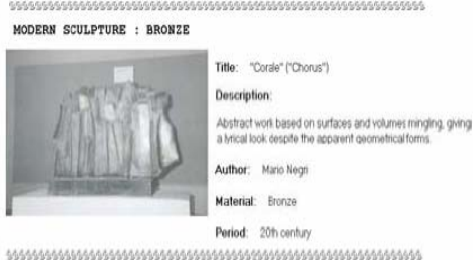 MODERN SCULPTURE : BRONZE
Title: "Corale" ("Chorus")
Description:
Abstract work based on surfaces and volumes mingling, giving
a lyrical look despite the apparent geometrical forms.
Author: Mario Negri
Material: Bronze
Period: 20th century